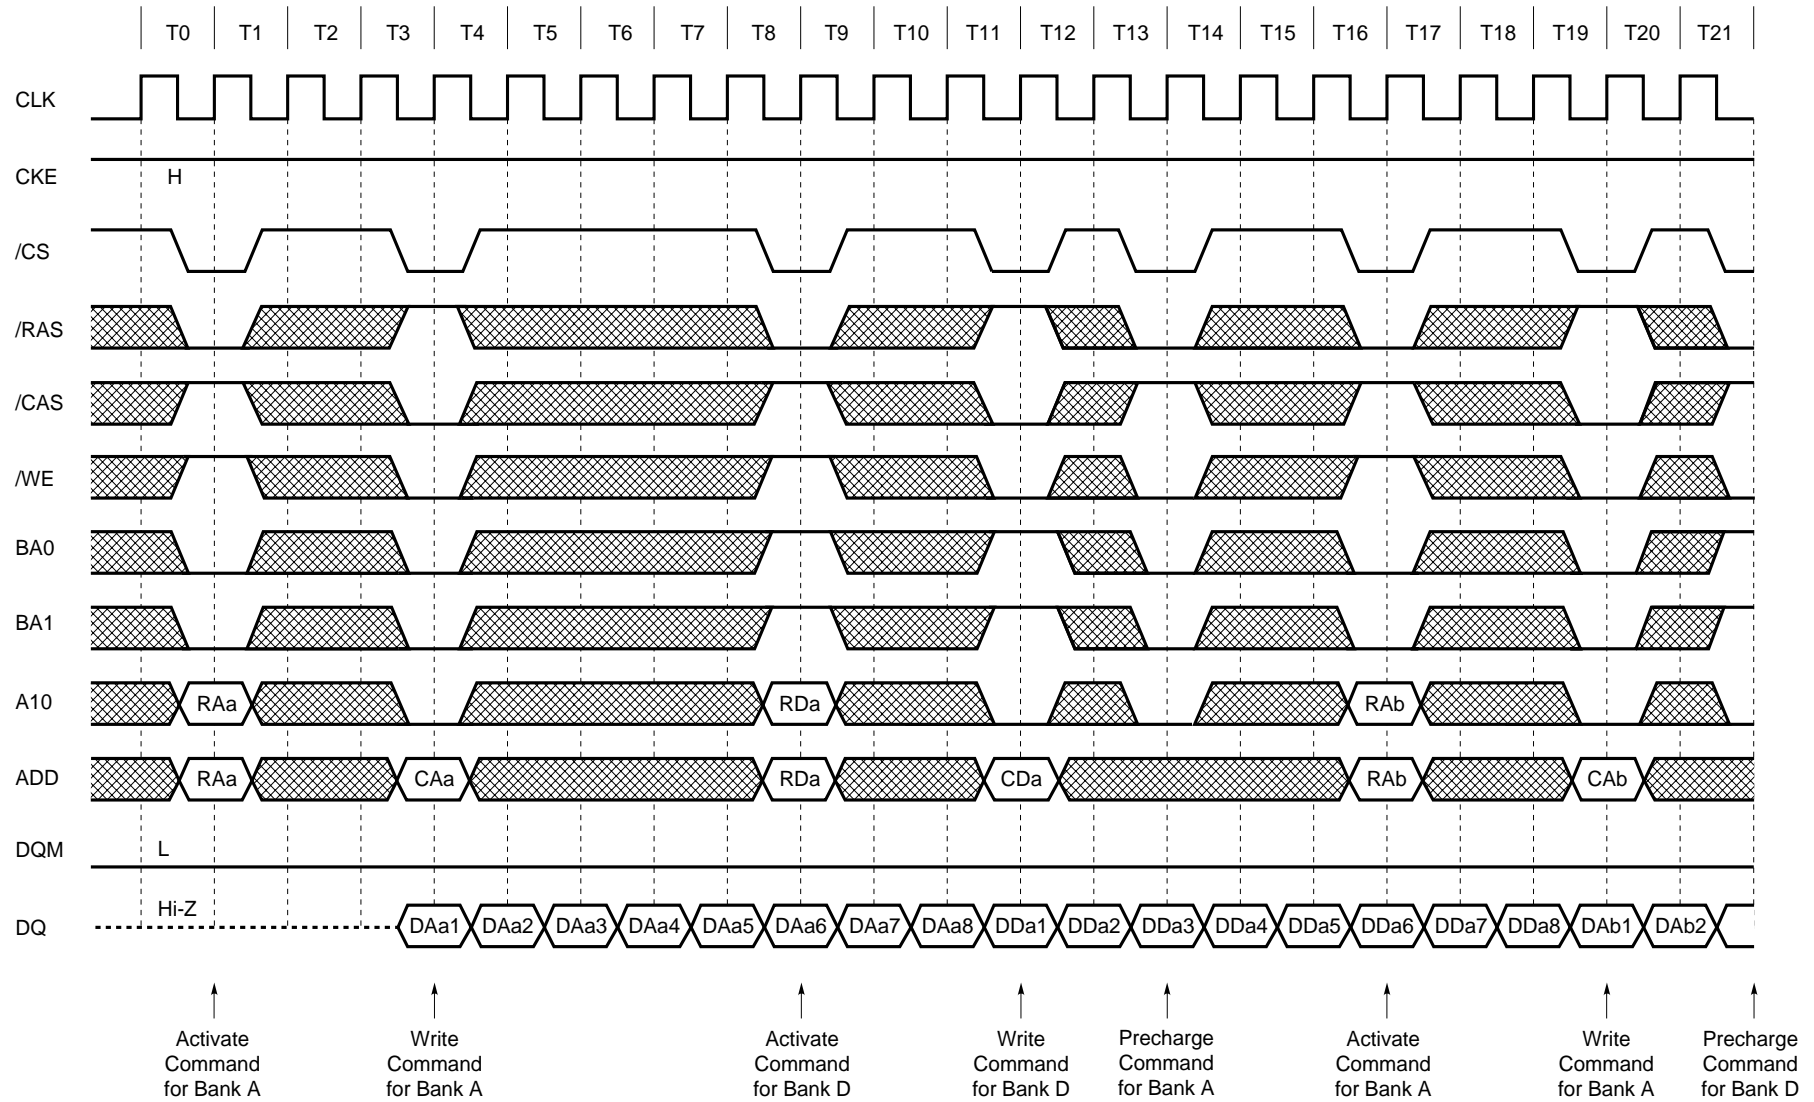 T0 T1 T2 T3 T4 T5 T6 T7 T8 T9 T10 T11 T12 T13 T14 T15 T16 T17 T18 T19 T20 T21
CLK
CKE H
/CS
/RAS
/CAS
/WE
BA0
BA1
A10 RAa RDa RAb
ADD RAa CAa RDa CDa RAb CAb
DQM L
DQ Hi-Z DAa1 DAa2 DAa3 DAa4 DAa5 DAa6 DAa7 DAa8 DDa1 DDa2 DDa3 DDa4 DDa5 DDa6 DDa7 DDa8 DAb1 DAb2
Activate
Command
for Bank A
Write
Command
for Bank A
Activate
Command
for Bank D
Write
Command
for Bank D
Precharge
Command
for Bank A
Activate
Command
for Bank A
Write
Command
for Bank A
Precharge
Command
for Bank D